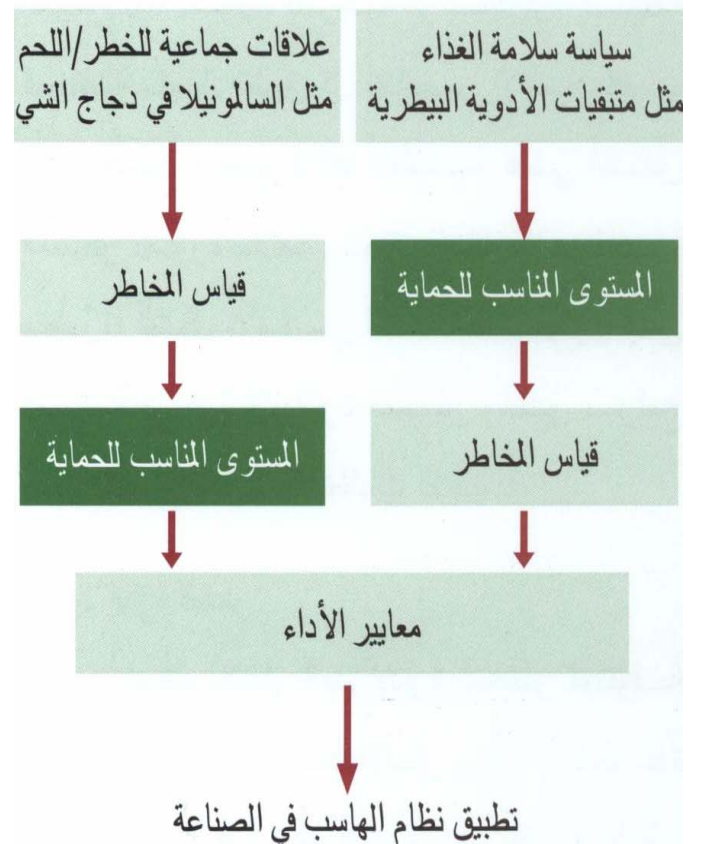 سياسة سلامة الغذاء
مثل متبقيات الأدوية البيطرية
علاقات جماعية للخطر/اللحم
مثل السالمونيلا في دجاج الشي
المستوى المناسب للحماية
قياس المخاطر
قياس المخاطر
المستوى المناسب للحماية
معايير الأداء
تطبيق نظام الهاسب في الصناعة